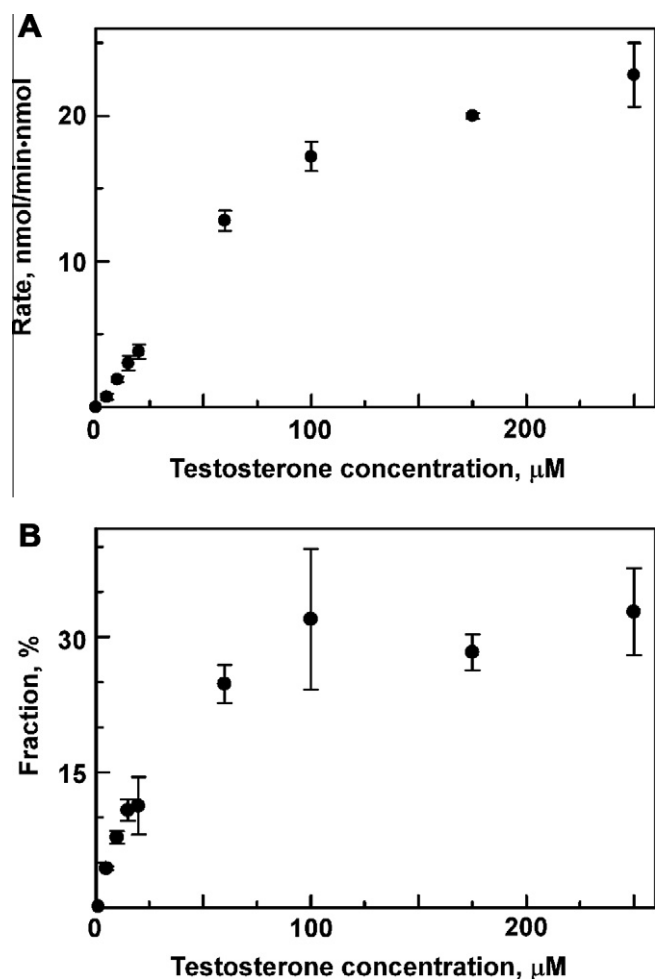 A
Rate, nmol/min·nmol
20
10
0 100 200
Testosterone concentration, μM
B
Fraction, %
30
15
0 100 200
Testosterone concentration, μM